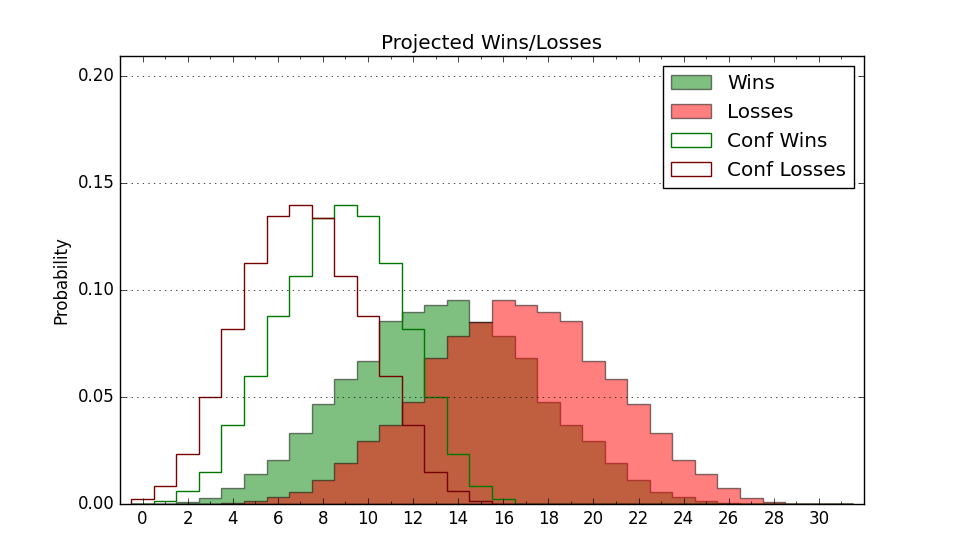 Projected Wins/Losses
0.20
0.15
0.10
0.05
0.00
Probability
Wins
Losses
Conf Wins
Conf Losses
0 2 4 6 8 10 12 14 16 18 20 22 24 26 28 30